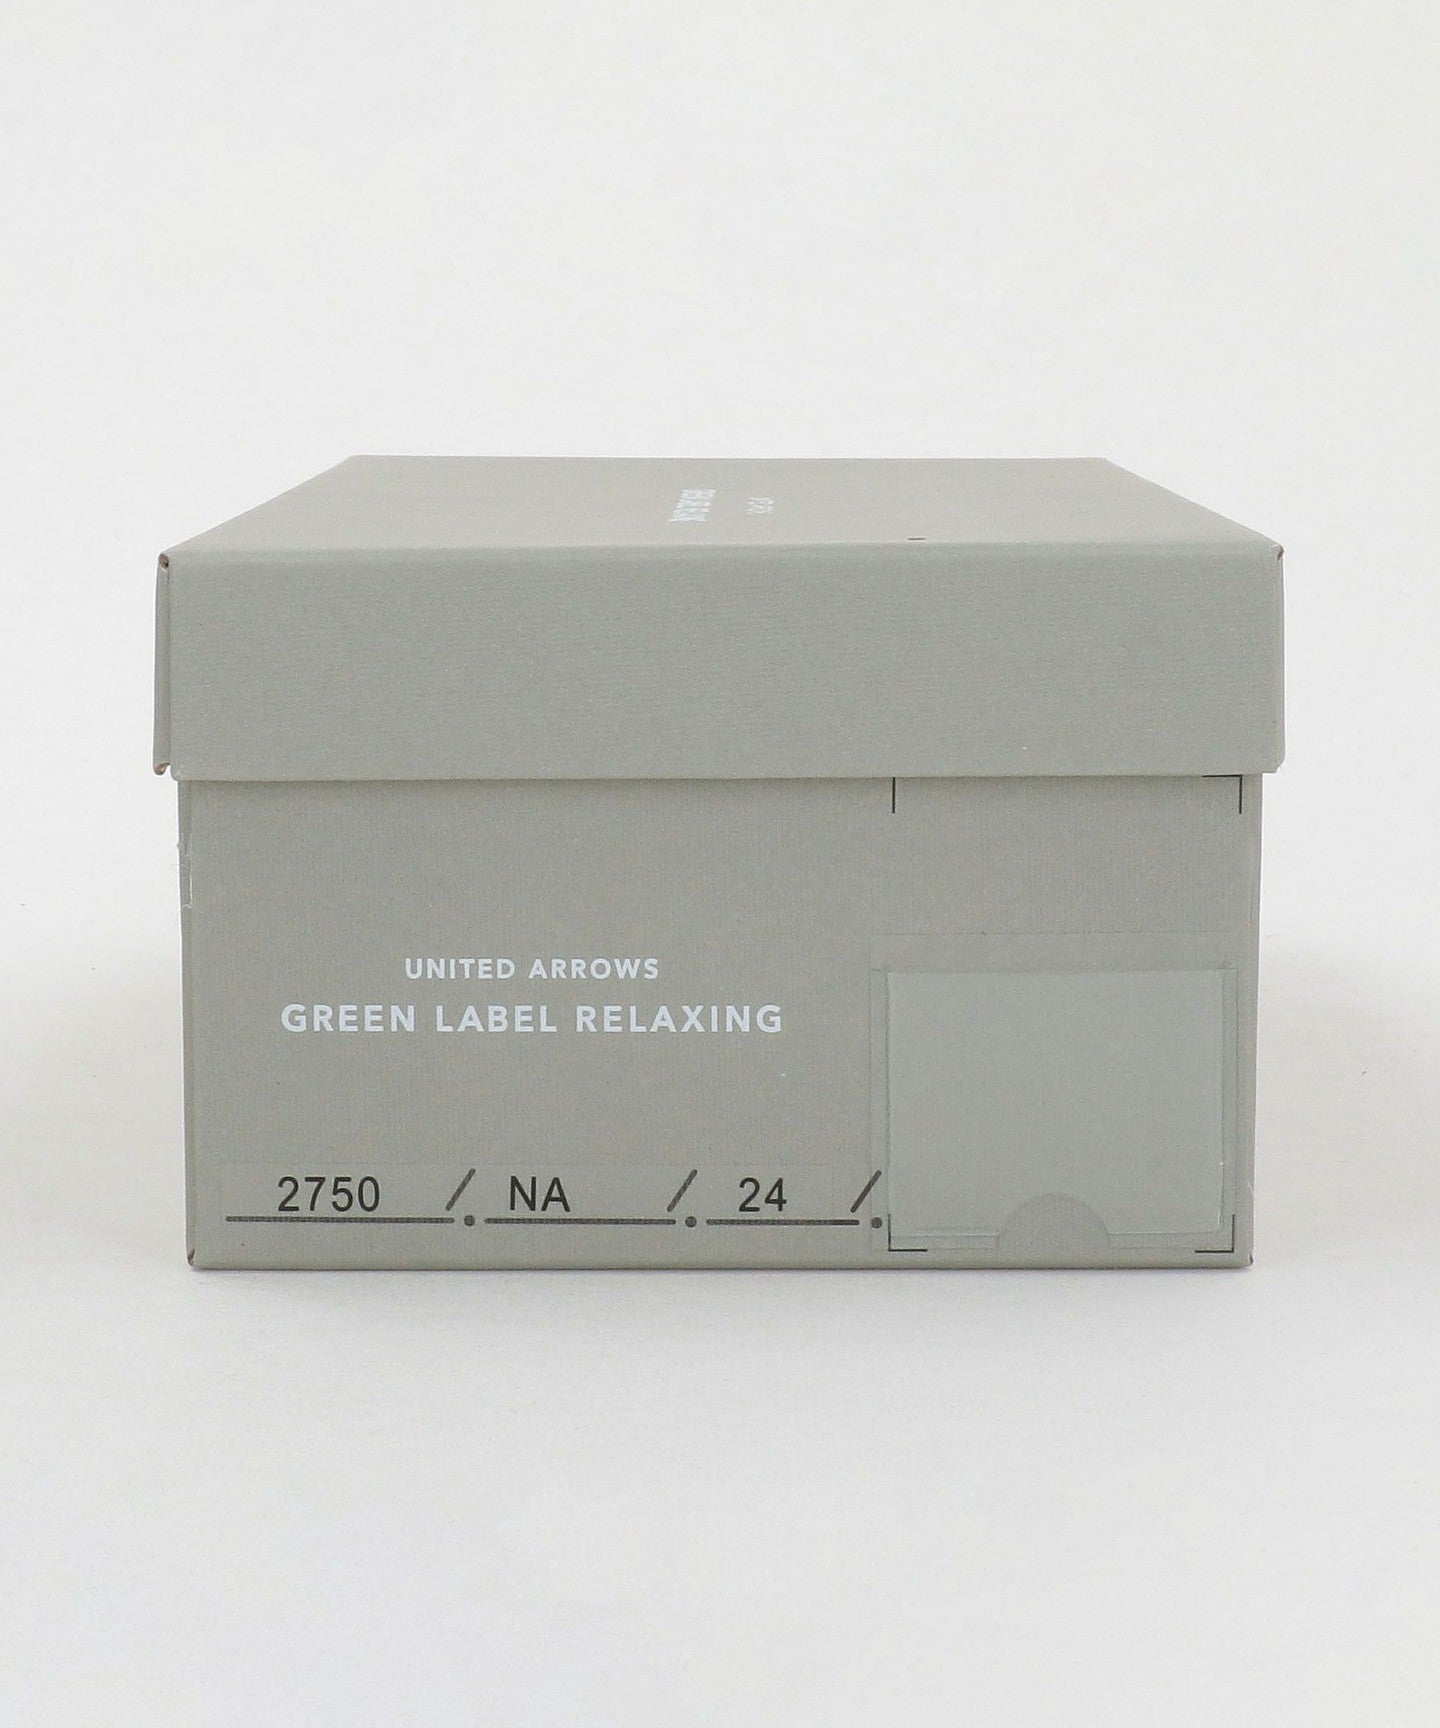 UNITED ARROWS
GREEN LABEL RELAXING
2750 / NA / 24 /